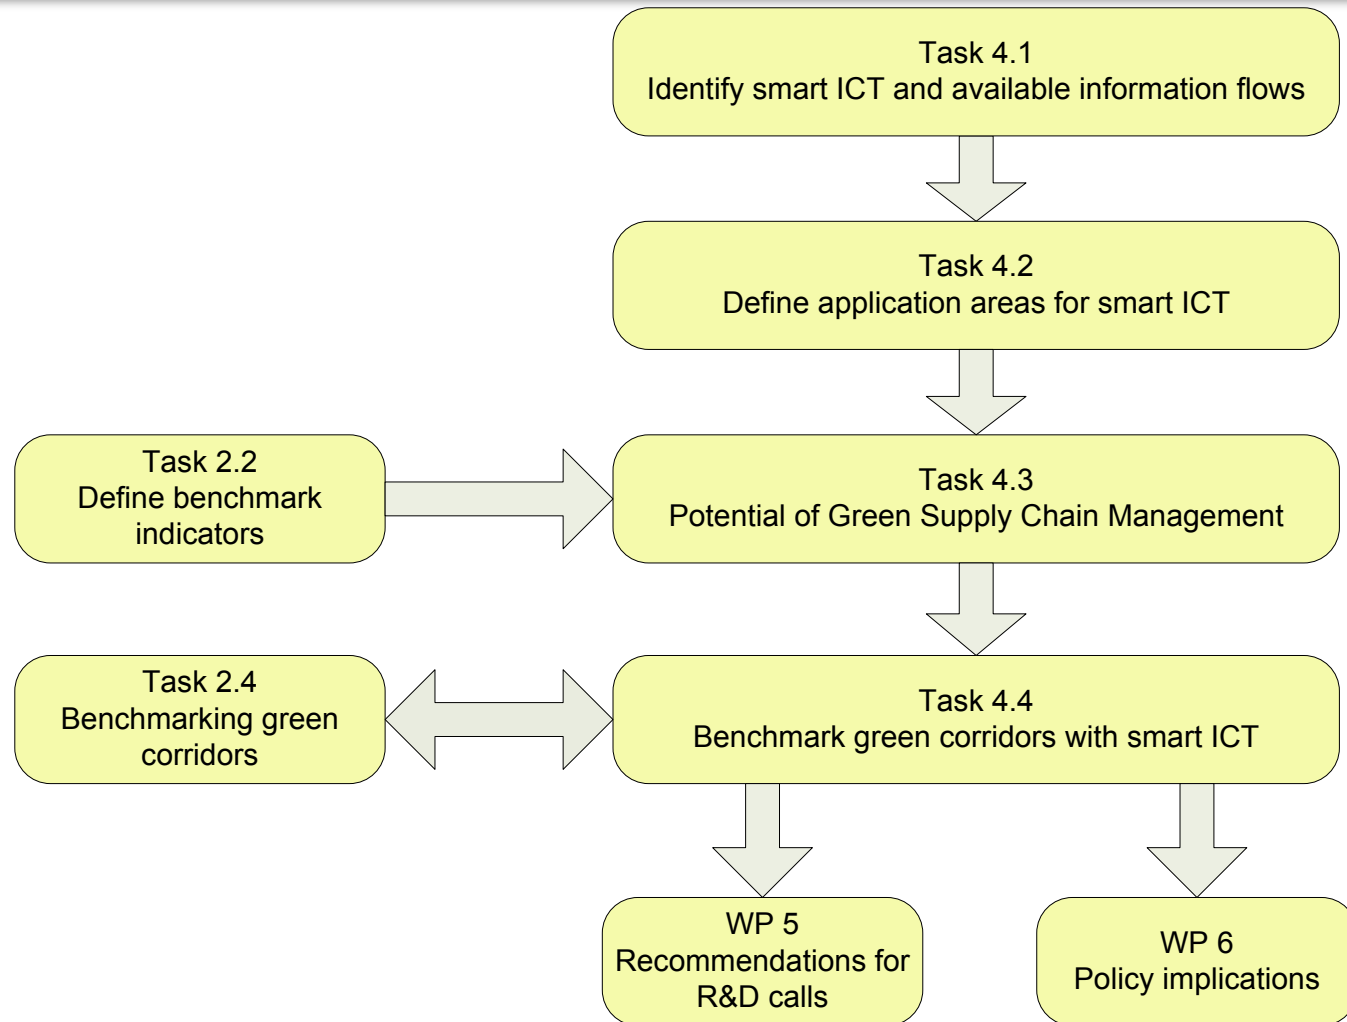 Task 4.1
Identify smart ICT and available information flows
Task 4.2
Define application areas for smart ICT
Task 2.2
Define benchmark
indicators
Task 4.3
Potential of Green Supply Chain Management
Task 2.4
Benchmarking green
corridors
Task 4.4
Benchmark green corridors with smart ICT
WP 5
Recommendations for
R&D calls
WP 6
Policy implications